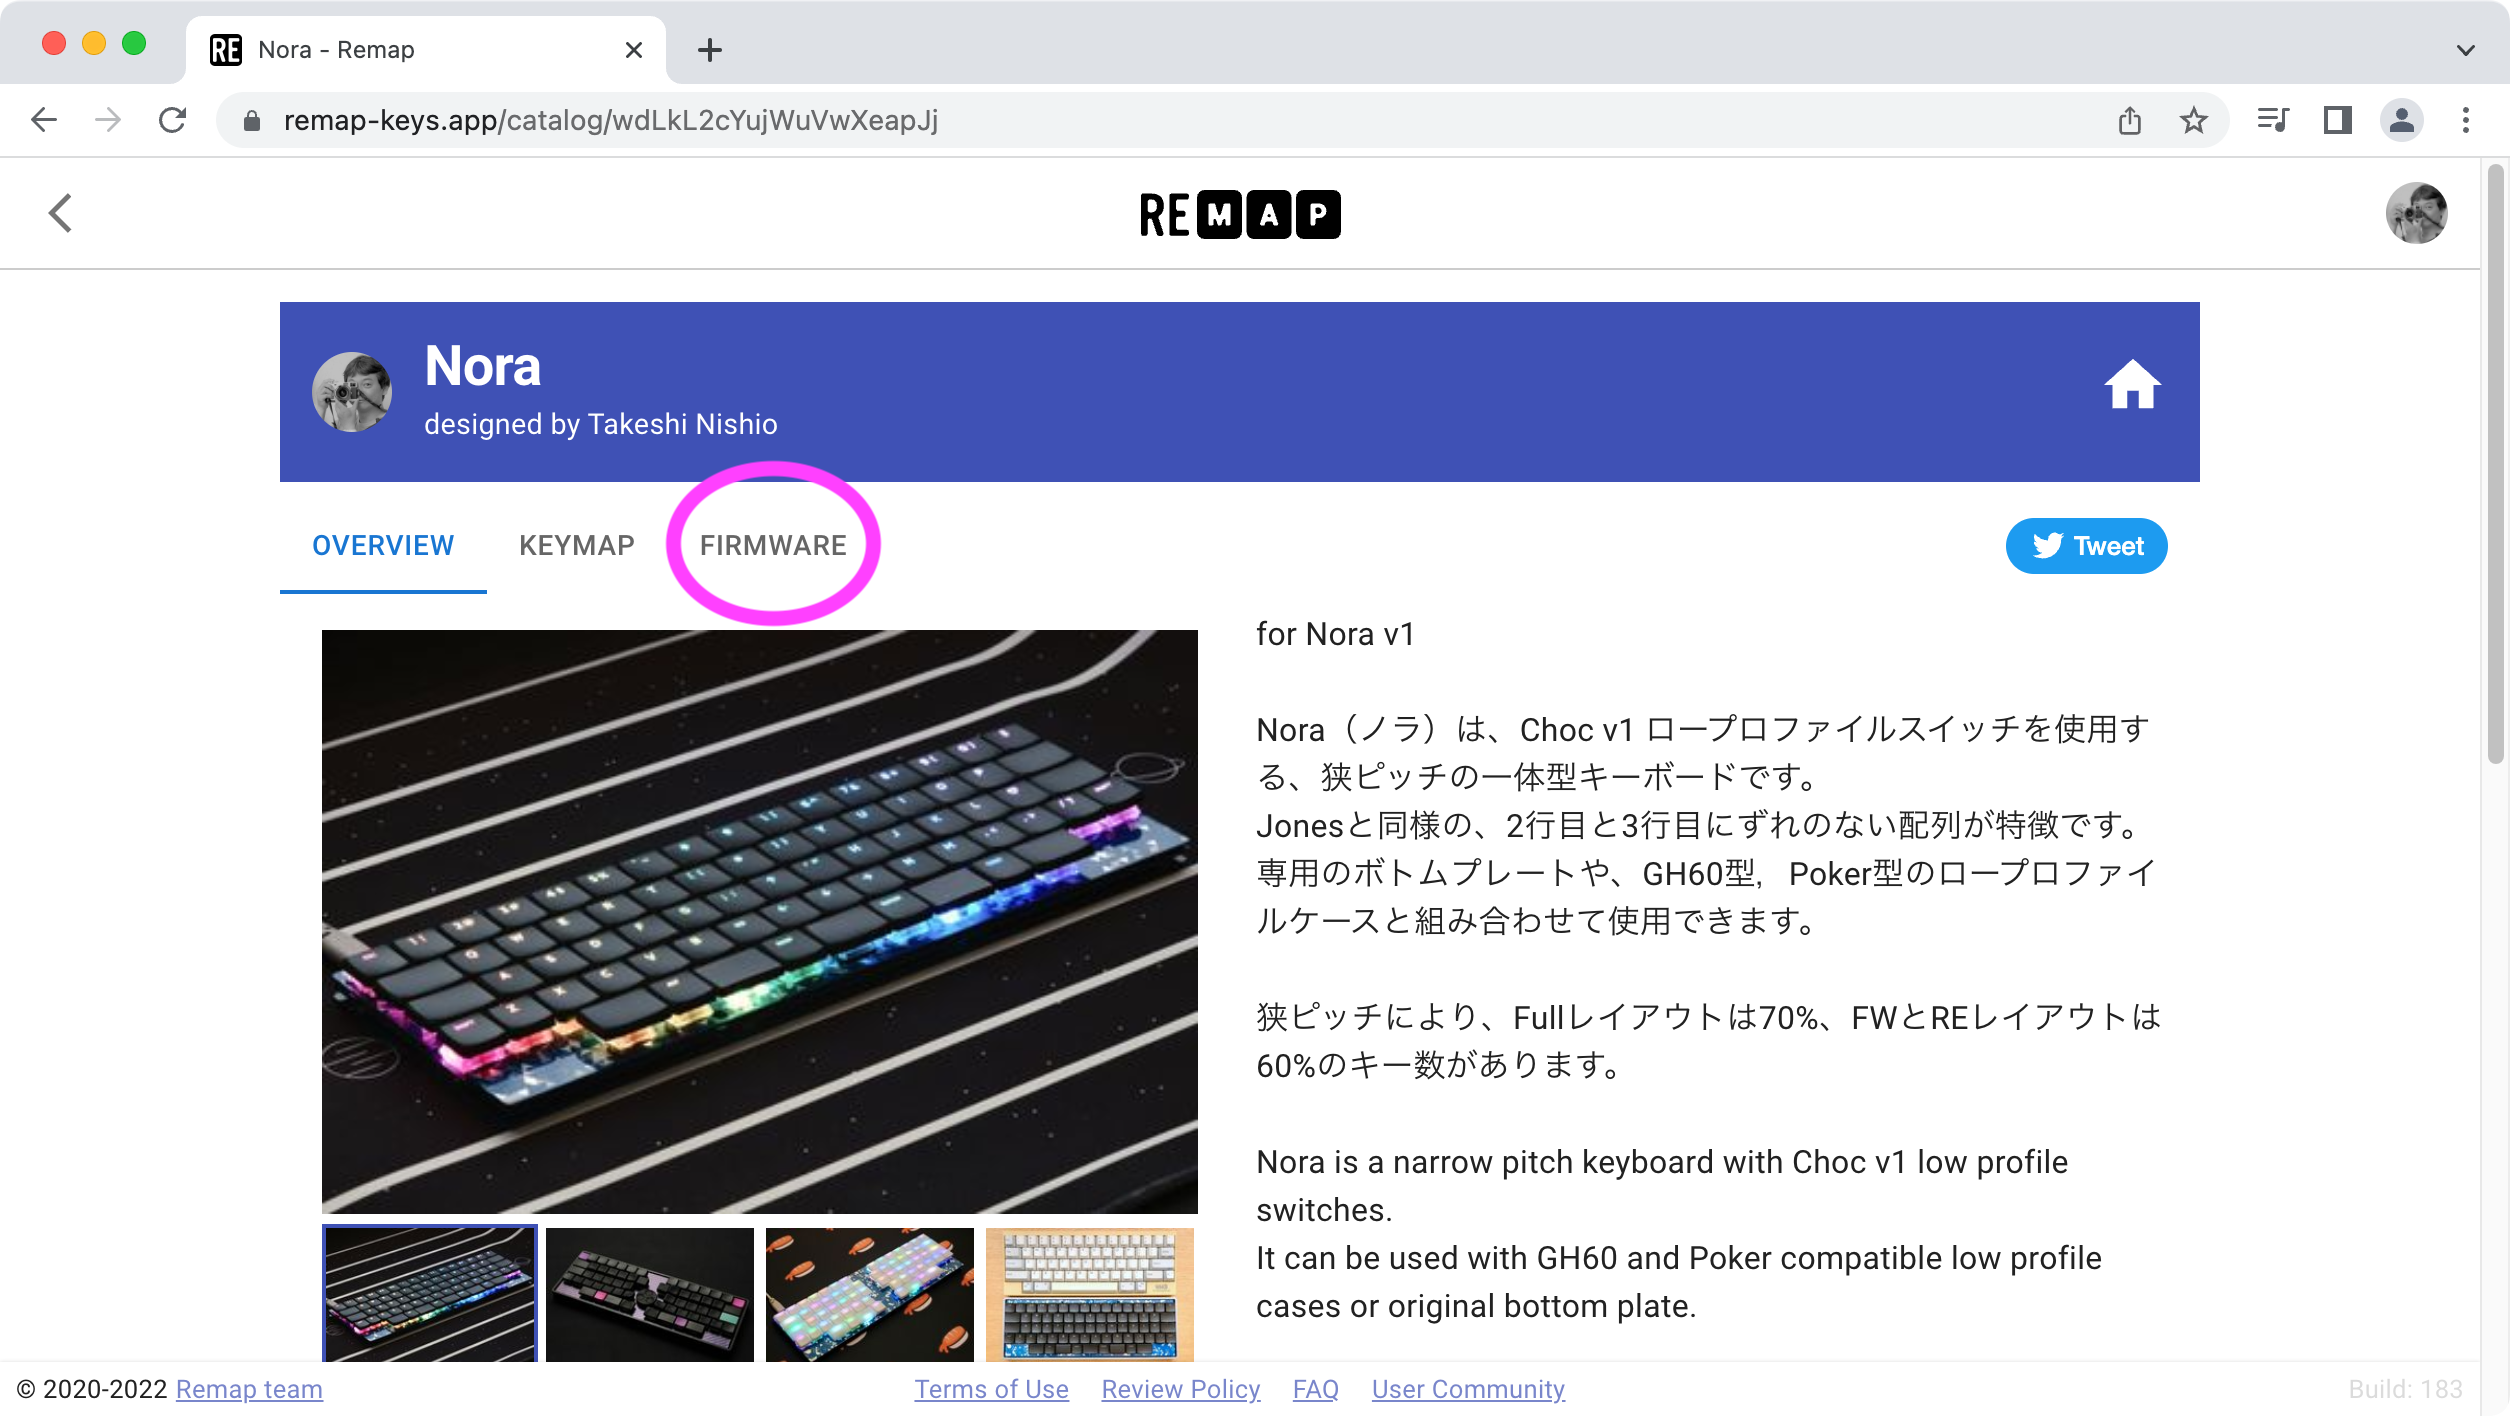 RE Nora - Remap
remap-keys.app/catalog/wdLkL2cYujWuVwXeapJj
REMAP
Nora
designed by Takeshi Nishio
OVERVIEW KEYMAP FIRMWARE
Tweet
for Nora v1
Nora（ノラ）は、Choc v1 ロープロファイルスイッチを使用す
る、狭ピッチの一体型キーボードです。
Jonesと同様の、2行目と3行目にずれのない配列が特徴です。
専用のボトムプレートや、GH60型，Poker型のロープロファイ
ルケースと組み合わせて使用できます。
狭ピッチにより、Fullレイアウトは70%、FWとREレイアウトは
60%のキー数があります。
Nora is a narrow pitch keyboard with Choc v1 low profile
switches.
It can be used with GH60 and Poker compatible low profile
cases or original bottom plate.
© 2020-2022 Remap team
Terms of Use Review Policy FAQ User Community
Build: 183